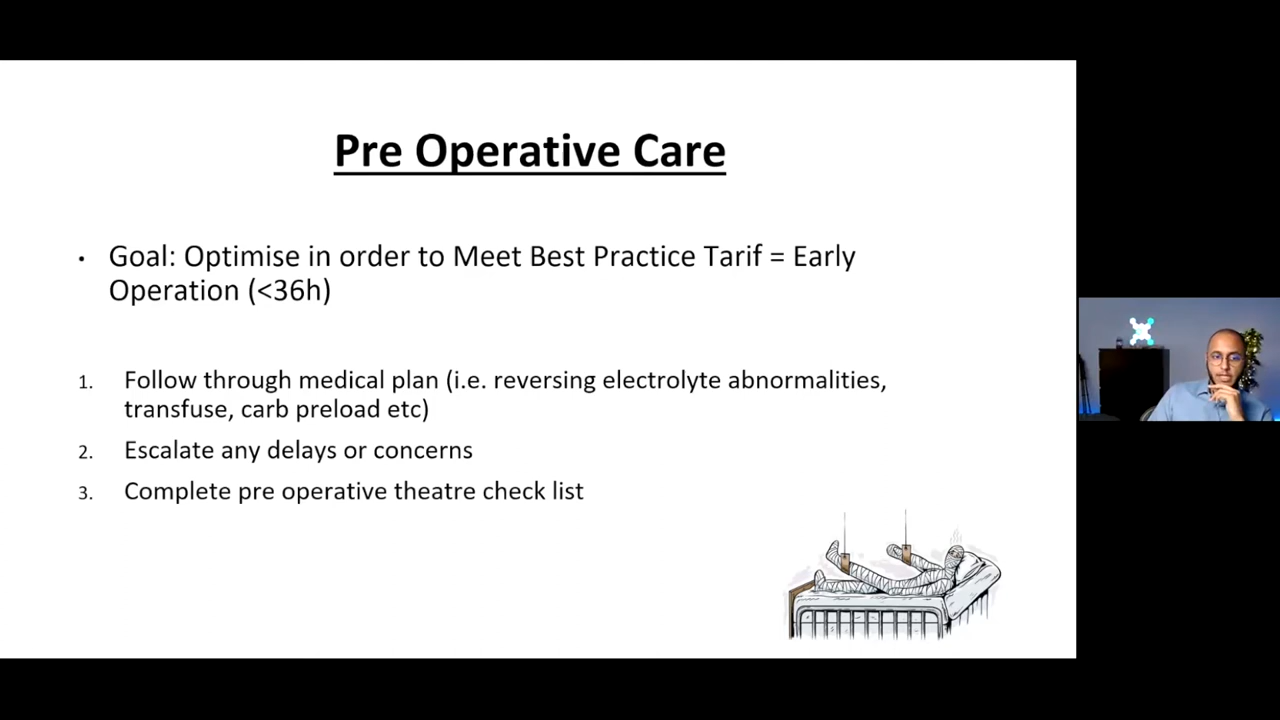 Pre Operative Care
• Goal: Optimise in order to Meet Best Practice Tarif = Early
Operation (<36h)
1. Follow through medical plan (i.e. reversing electrolyte abnormalities,
transfuse, carb preload etc)
2. Escalate any delays or concerns
3. Complete pre operative theatre check list